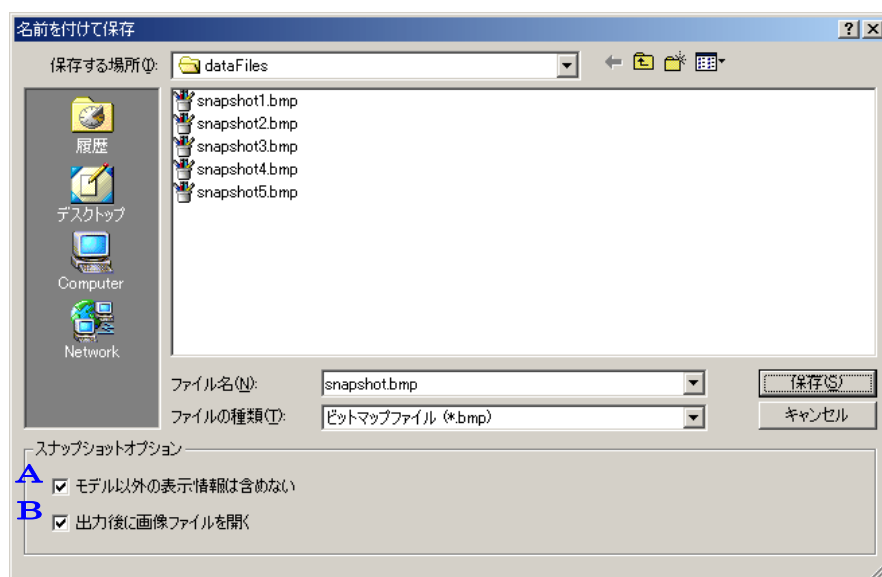 名前を付けて保存
保存する場所(I):
dataFiles
snapshot1.bmp
snapshot2.bmp
snapshot3.bmp
snapshot4.bmp
snapshot5.bmp
履歴
デスクトップ
Computer
Network
ファイル名(N):
snapshot.bmp
保存(S)
ファイルの種類(T):
ビットマップファイル (*.bmp)
キャンセル
スナップショットオプション
A
モデル以外の表示情報は含めない
B
出力後に画像ファイルを開く